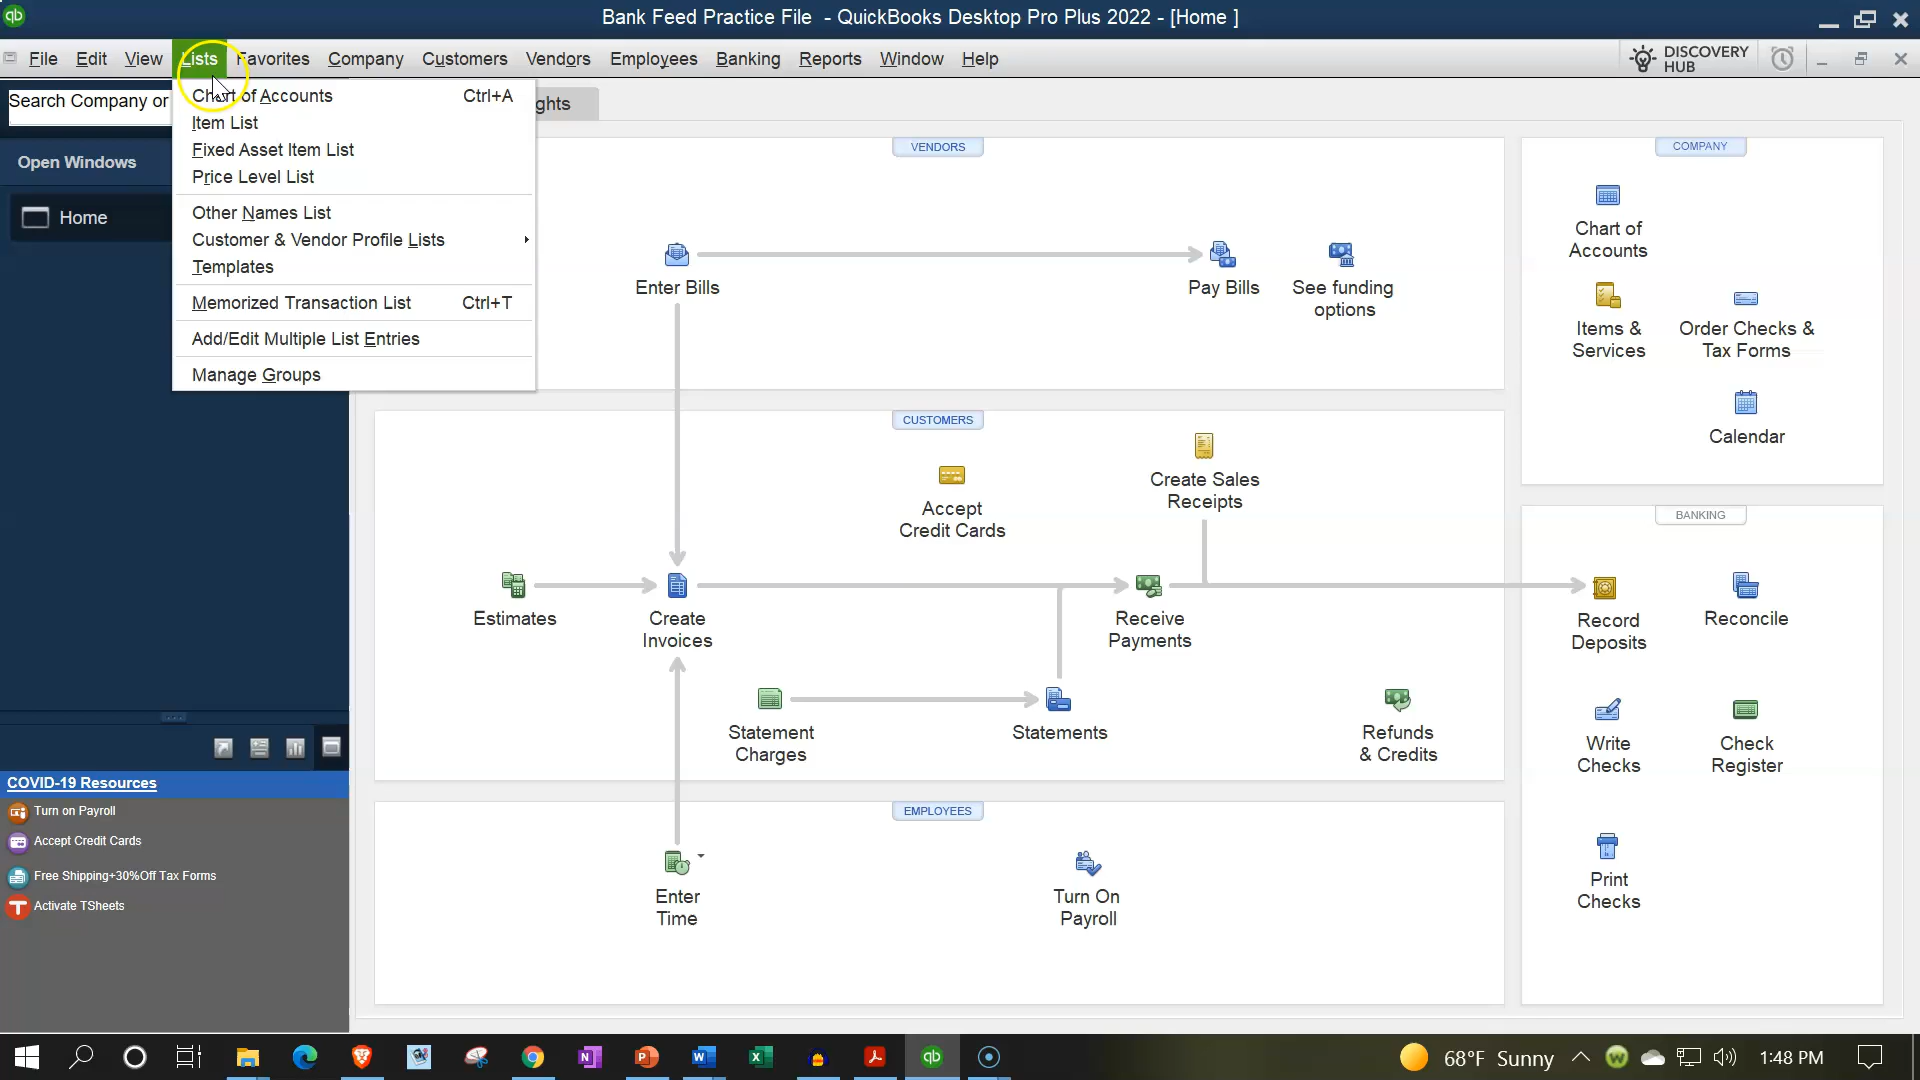 qb
Bank Feed Practice File - QuickBooks Desktop Pro Plus 2022 - [Home ]
File Edit View Lists Favorites Company Customers Vendors Employees Banking Reports Window Help
DISCOVERY
HUB
Search Company or
Chart of Accounts Ctrl+A
Item List
Fixed Asset Item List
Price Level List
Other Names List
Customer & Vendor Profile Lists
Templates
Memorized Transaction List Ctrl+T
Add/Edit Multiple List Entries
Manage Groups
ghts
Open Windows
Home
VENDORS
Enter Bills
Pay Bills
See funding
options
CUSTOMERS
Accept
Credit Cards
Create Sales
Receipts
Estimates
Create
Invoices
Receive
Payments
Statement
Charges
Statements
Refunds
& Credits
EMPLOYEES
Enter
Time
Turn On
Payroll
COMPANY
Chart of
Accounts
Items &
Services
Order Checks &
Tax Forms
Calendar
BANKING
Record
Deposits
Reconcile
Write
Checks
Check
Register
Print
Checks
COVID-19 Resources
Turn on Payroll
Accept Credit Cards
Free Shipping+30%Off Tax Forms
Activate TSheets
68°F Sunny
1:48 PM